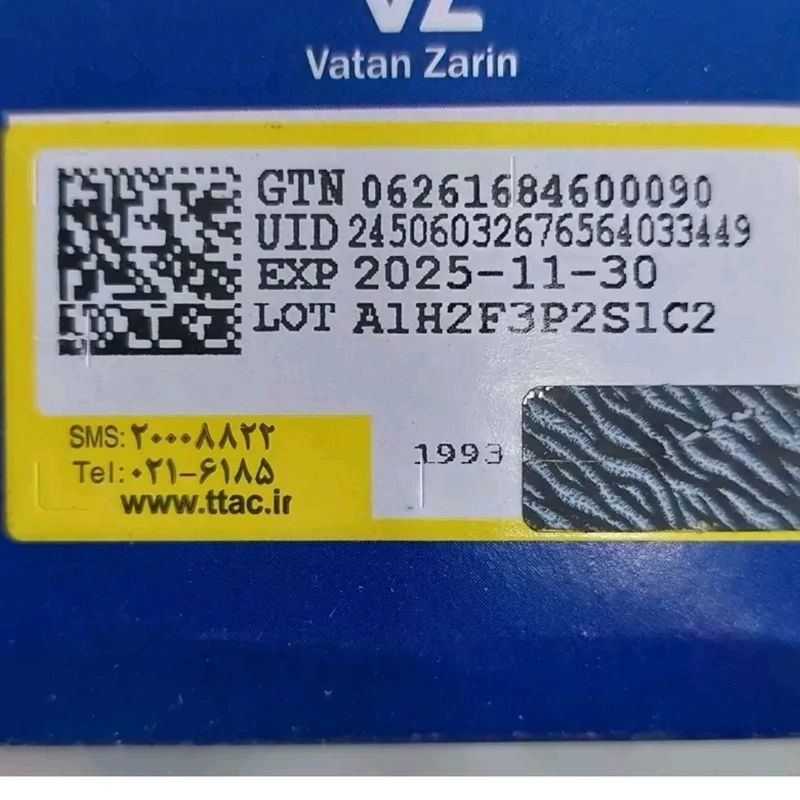 VZ
Vatan Zarin
GTN 06261684600090
UID 24506032676564033449
EXP 2025-11-30
LOT A1H2F3P2S1C2
SMS: ۲۰۰۰۸۸۲۲
Tel: ۰۲۱-۶۱۸۵
www.ttac.ir
1993